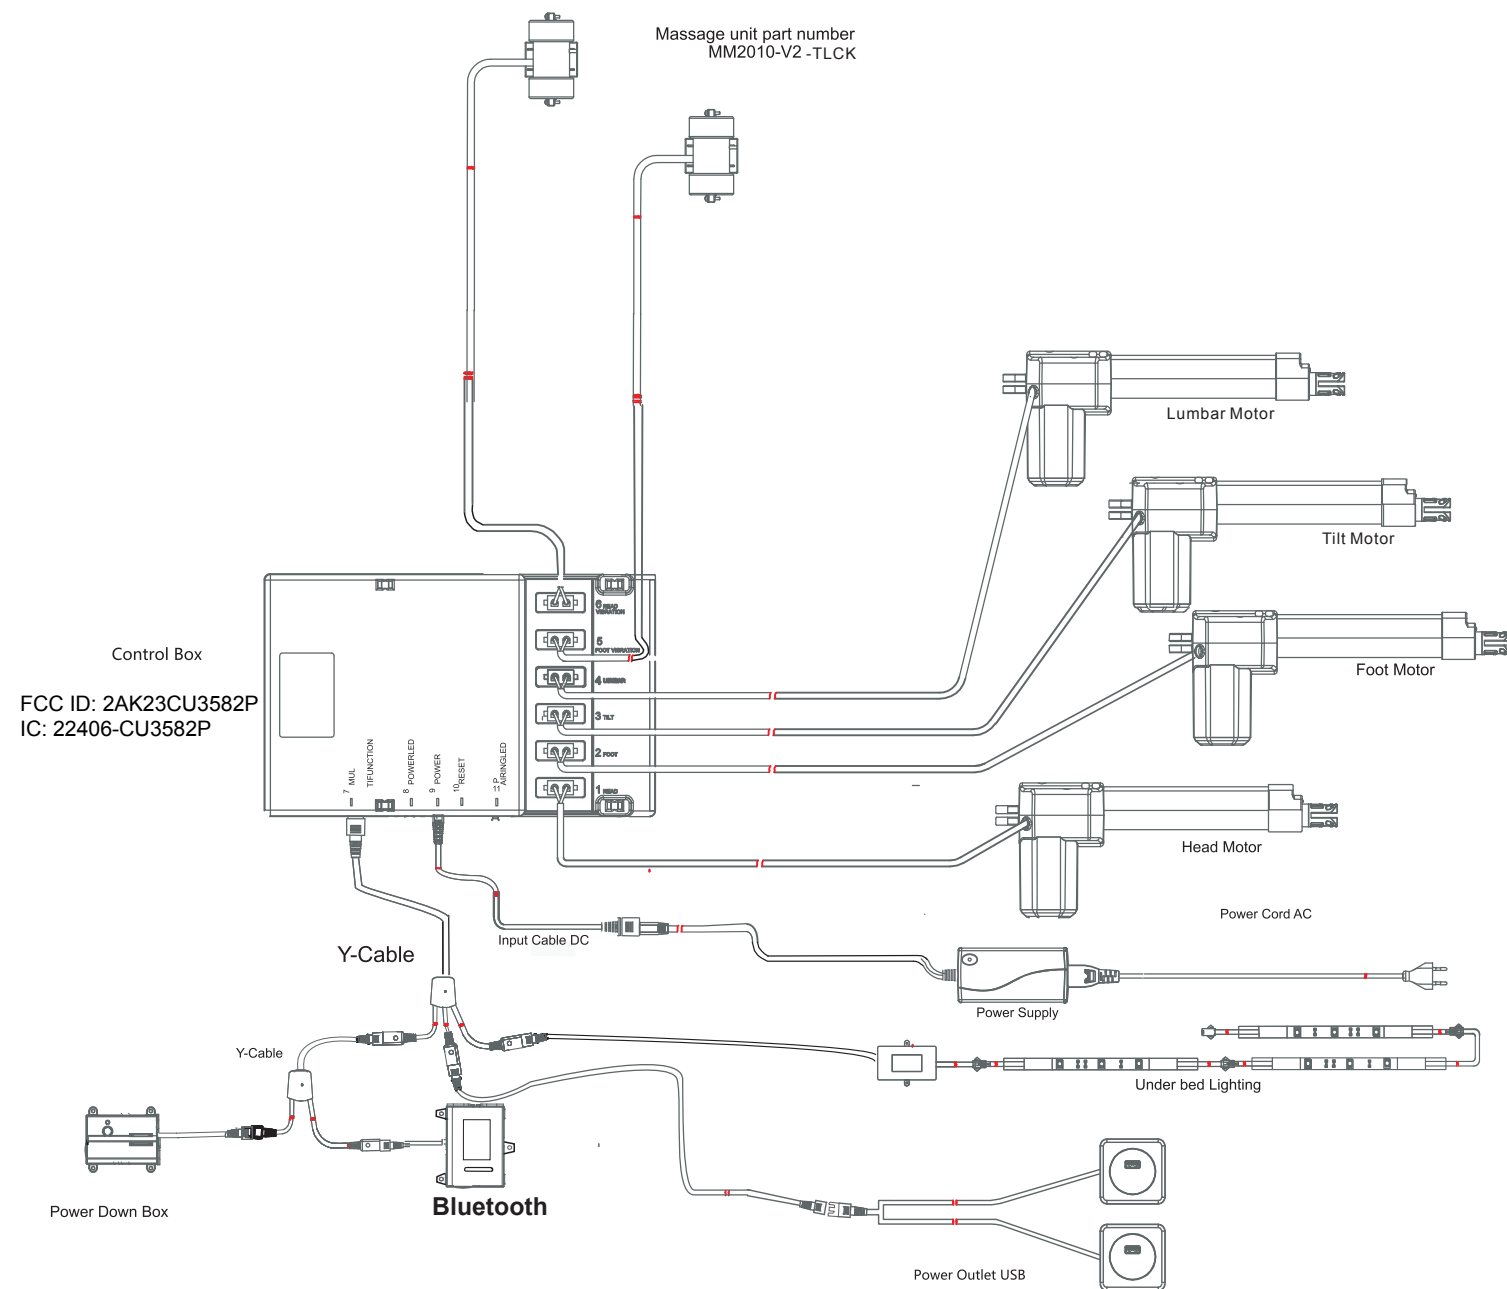 Massage unit part number
MM2010-V2 -TLCK
Lumbar Motor
Tilt Motor
Foot Motor
Head Motor
Control Box
FCC ID: 2AK23CU3582P
IC: 22406-CU3582P
6 HEAD
VIBRATION
5
FOOT VIBRATION
4 LUMBAR
3 TILT
2 FOOT
1 HEAD
7 MUL
TIFUNCTION
8 POWERLED
9 POWER
10 RESET
11 P
AIRINGLED
Power Cord AC
Input Cable DC
Y-Cable
Power Supply
Y-Cable
Under bed Lighting
Bluetooth
Power Down Box
Power Outlet USB